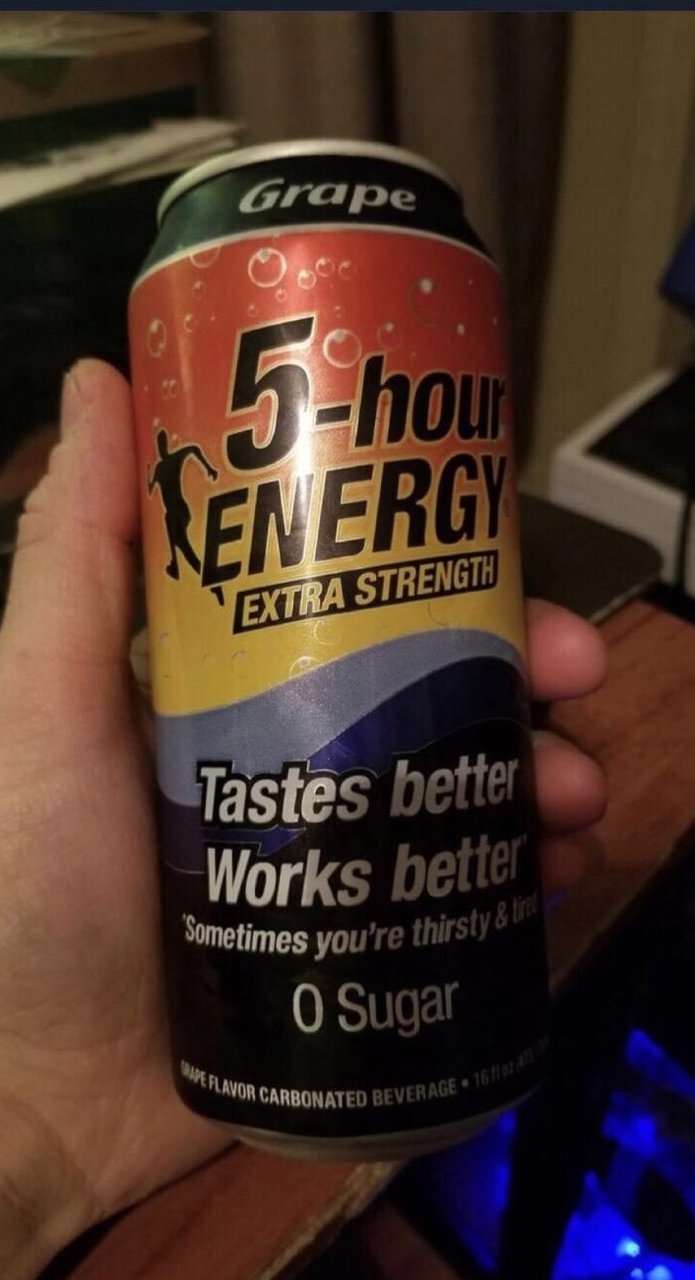 Grape
5-hour
ENERGY
EXTRA STRENGTH
Tastes better
Works better*
*Sometimes you're thirsty & tired
0 Sugar
GRAPE FLAVOR CARBONATED BEVERAGE • 16 fl oz (473